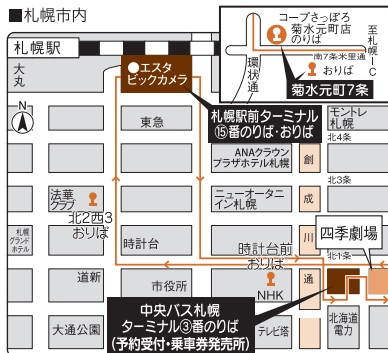 ■札幌市内
札幌駅
大丸
●エスタ
ビックカメラ
コープさっぽろ
菊水元町店
のりば
至札幌IC
環状通
南7条米里通
おりば
菊水元町7条
札幌駅前ターミナル
⑮番のりば・おりば
N
東急
モントレ
札幌
北4条
ANAクラウン
プラザホテル札幌
創成川通
北3条
法華
クラブ
ニューオータニ
イン札幌
北2西3
おりば
札幌
グランド
ホテル
時計台
時計台前
おりば
四季劇場
北1条
道新
市役所
NHK
中央バス札幌
ターミナル③番のりば
(予約受付・乗車券発売所)
大通公園
テレビ塔
北海道
電力